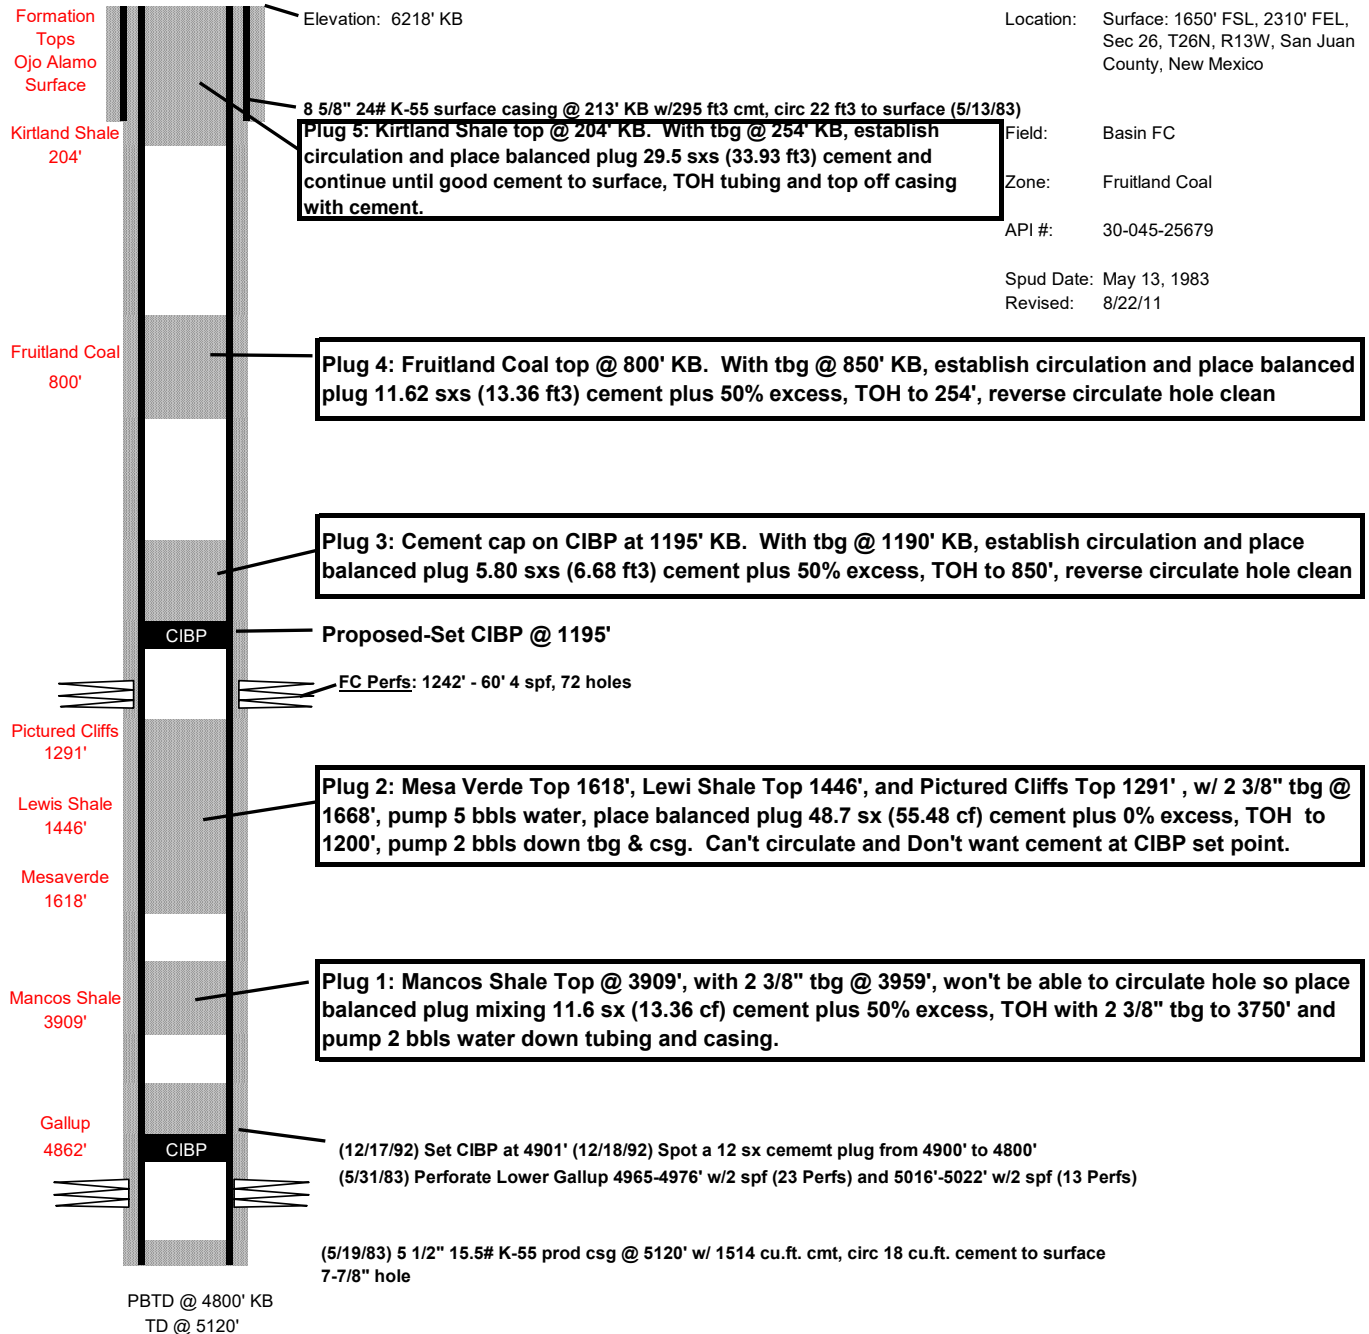 Formation
Tops
Ojo Alamo
Surface
Elevation:  6218' KB
Location: Surface: 1650' FSL, 2310' FEL,
Sec 26, T26N, R13W, San Juan
County, New Mexico
8 5/8" 24# K-55 surface casing @ 213' KB w/295 ft3 cmt, circ 22 ft3 to surface (5/13/83)
Kirtland Shale
204'
Plug 5: Kirtland Shale top @ 204' KB.  With tbg @ 254' KB, establish
circulation and place balanced plug 29.5 sxs (33.93 ft3) cement and
continue until good cement to surface, TOH tubing and top off casing
with cement.
Field: Basin FC
Zone: Fruitland Coal
API #: 30-045-25679
Spud Date: May 13, 1983
Revised: 8/22/11
Fruitland Coal
800'
Plug 4: Fruitland Coal top @ 800' KB.  With tbg @ 850' KB, establish circulation and place balanced
plug 11.62 sxs (13.36 ft3) cement plus 50% excess, TOH to 254', reverse circulate hole clean
Plug 3: Cement cap on CIBP at 1195' KB.  With tbg @ 1190' KB, establish circulation and place
balanced plug 5.80 sxs (6.68 ft3) cement plus 50% excess, TOH to 850', reverse circulate hole clean
CIBP
Proposed-Set CIBP @ 1195'
FC Perfs: 1242' - 60' 4 spf, 72 holes
Pictured Cliffs
1291'
Lewis Shale
1446'
Mesaverde
1618'
Plug 2: Mesa Verde Top 1618', Lewi Shale Top 1446', and Pictured Cliffs Top 1291' , w/ 2 3/8" tbg @
1668', pump 5 bbls water, place balanced plug 48.7 sx (55.48 cf) cement plus 0% excess, TOH  to
1200', pump 2 bbls down tbg & csg.  Can't circulate and Don't want cement at CIBP set point.
Mancos Shale
3909'
Plug 1: Mancos Shale Top @ 3909', with 2 3/8" tbg @ 3959', won't be able to circulate hole so place
balanced plug mixing 11.6 sx (13.36 cf) cement plus 50% excess, TOH with 2 3/8" tbg to 3750' and
pump 2 bbls water down tubing and casing.
Gallup
4862'
CIBP
(12/17/92) Set CIBP at 4901' (12/18/92) Spot a 12 sx cememt plug from 4900' to 4800'
(5/31/83) Perforate Lower Gallup 4965-4976' w/2 spf (23 Perfs) and 5016'-5022' w/2 spf (13 Perfs)
(5/19/83) 5 1/2" 15.5# K-55 prod csg @ 5120' w/ 1514 cu.ft. cmt, circ 18 cu.ft. cement to surface
7-7/8" hole
PBTD @ 4800' KB
TD @ 5120'